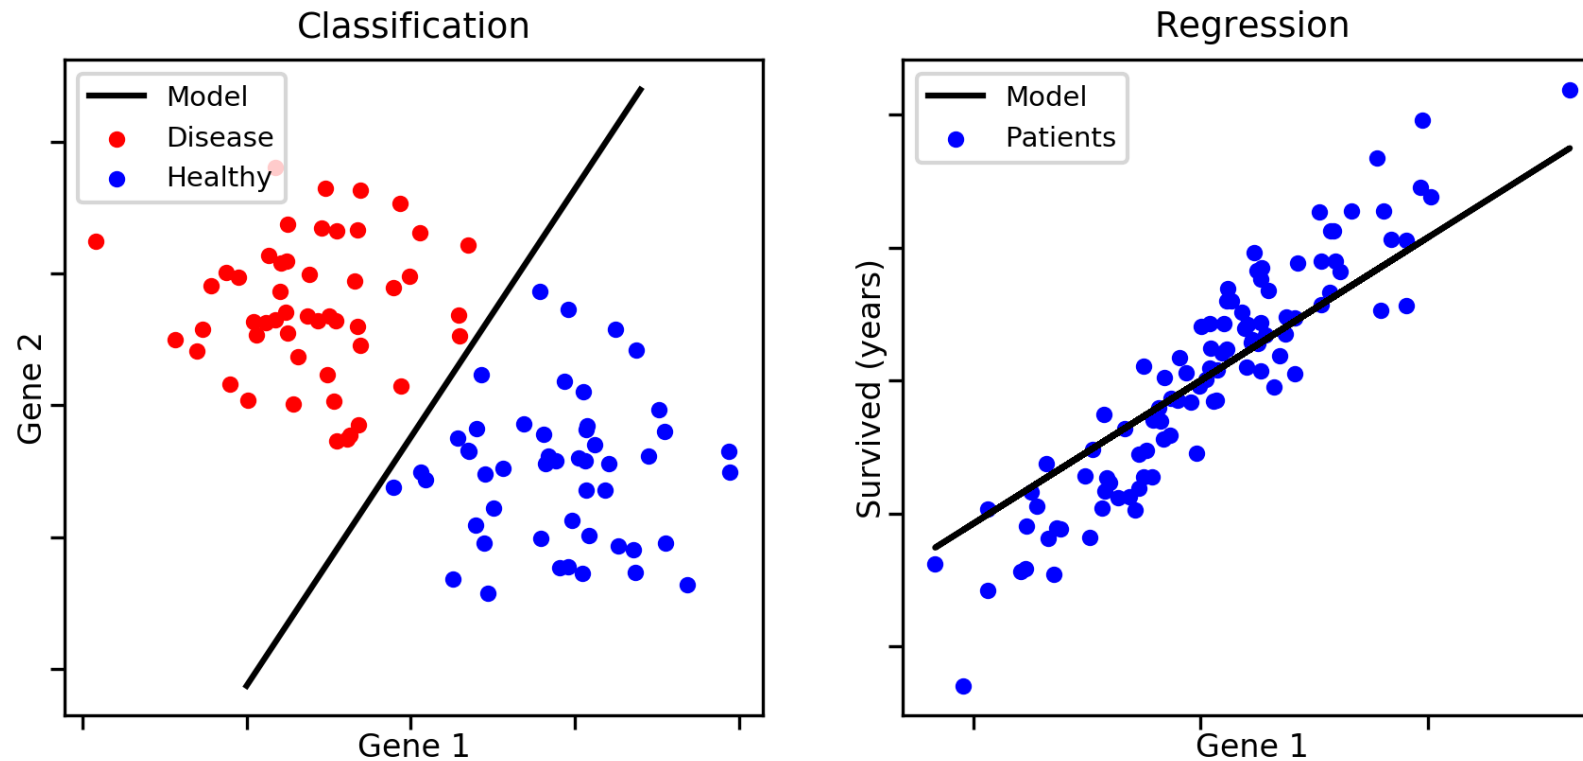 Classification
Model
Disease
Healthy
Gene 2
Gene 1
Regression
Model
Patients
Survived (years)
Gene 1